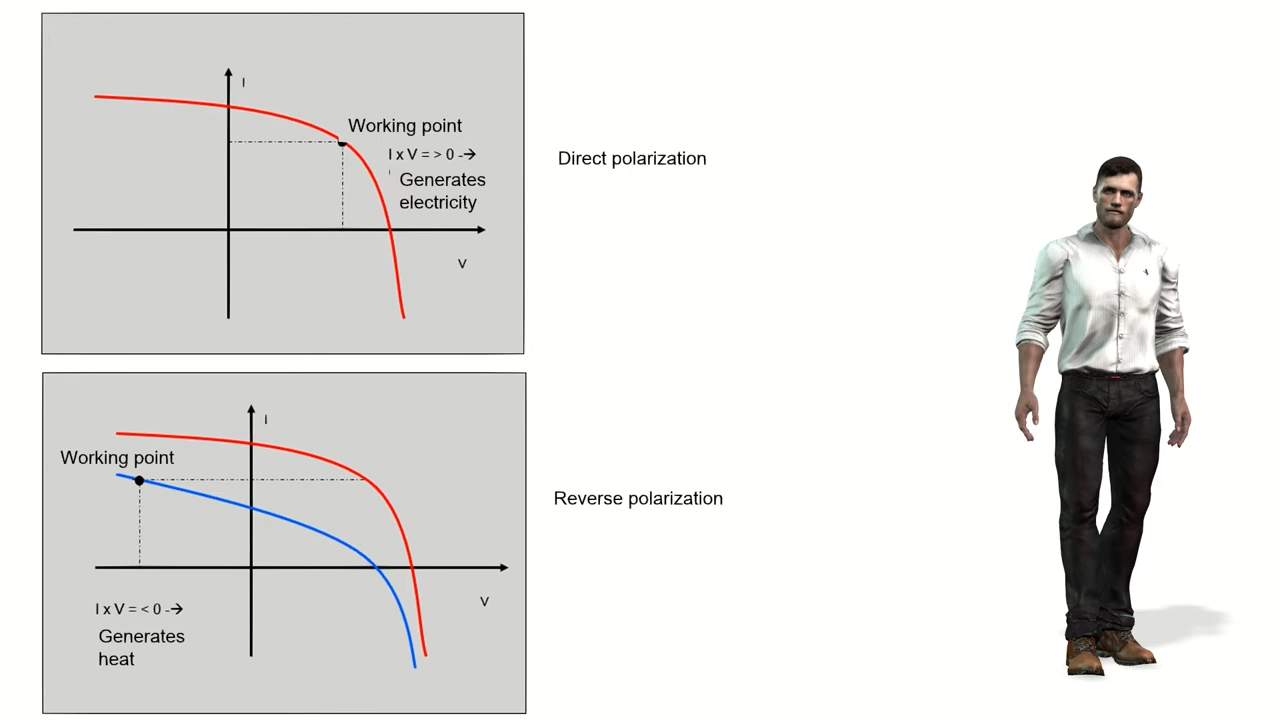 I
Working point
I x V = > 0 -→
Generates
electricity
V
Direct polarization
I
Working point
Reverse polarization
V
I x V = < 0 -→
Generates
heat